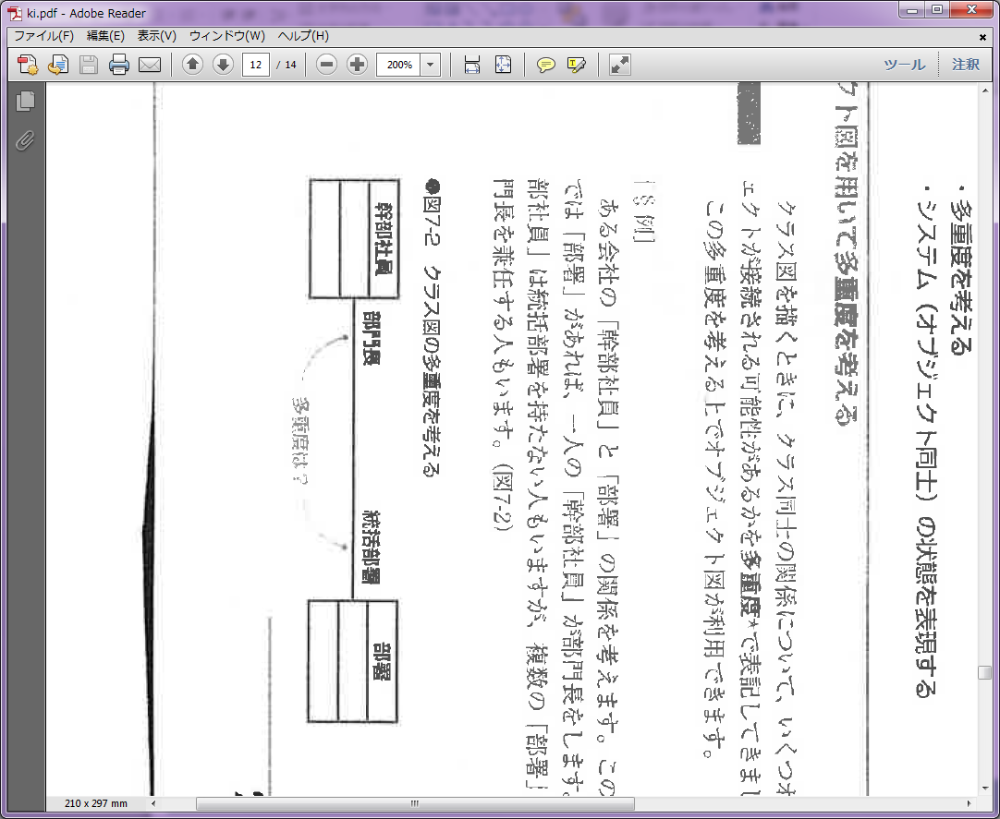 ki.pdf - Adobe Reader
ファイル(F) 編集(E) 表示(V) ウィンドウ(W) ヘルプ(H)
12 / 14 200% ツール 注釈
・多重度を考える
・システム（オブジェクト同士）の状態を表現する
クト図を用いて多重度を考える
クラス図を描くときに、クラス同士の関係について、いくつオ
ェクトが接続される可能性があるかを多重度*で表記してきまし
この多重度を考える上でオブジェクト図が利用できます。
例］
ある会社の「幹部社員」と「部署」の関係を考えます。この
では「部署」があれば、一人の「幹部社員」が部門長をします。
部社員」は統括部署を持たない人もいますが、複数の「部署」
門長を兼任する人もいます。（図7-2）
●図7-2 クラス図の多重度を考える
幹部社員
部門長
統括部署
部署
多重度は？
210 x 297 mm